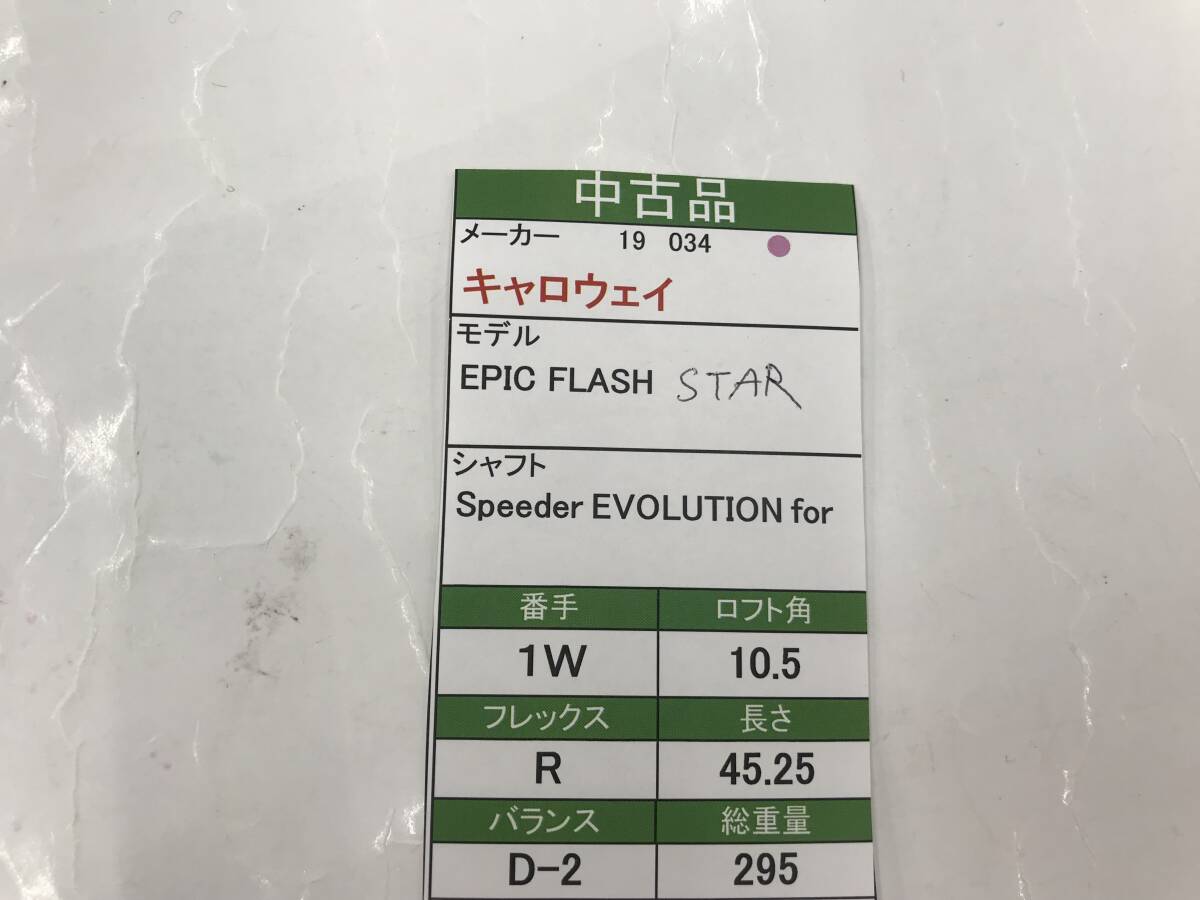 中古品
メーカー 19 034
キャロウェイ
モデル
EPIC FLASH STAR
シャフト
Speeder EVOLUTION for
番手 ロフト角
1W 10.5
フレックス 長さ
R 45.25
バランス 総重量
D-2 295